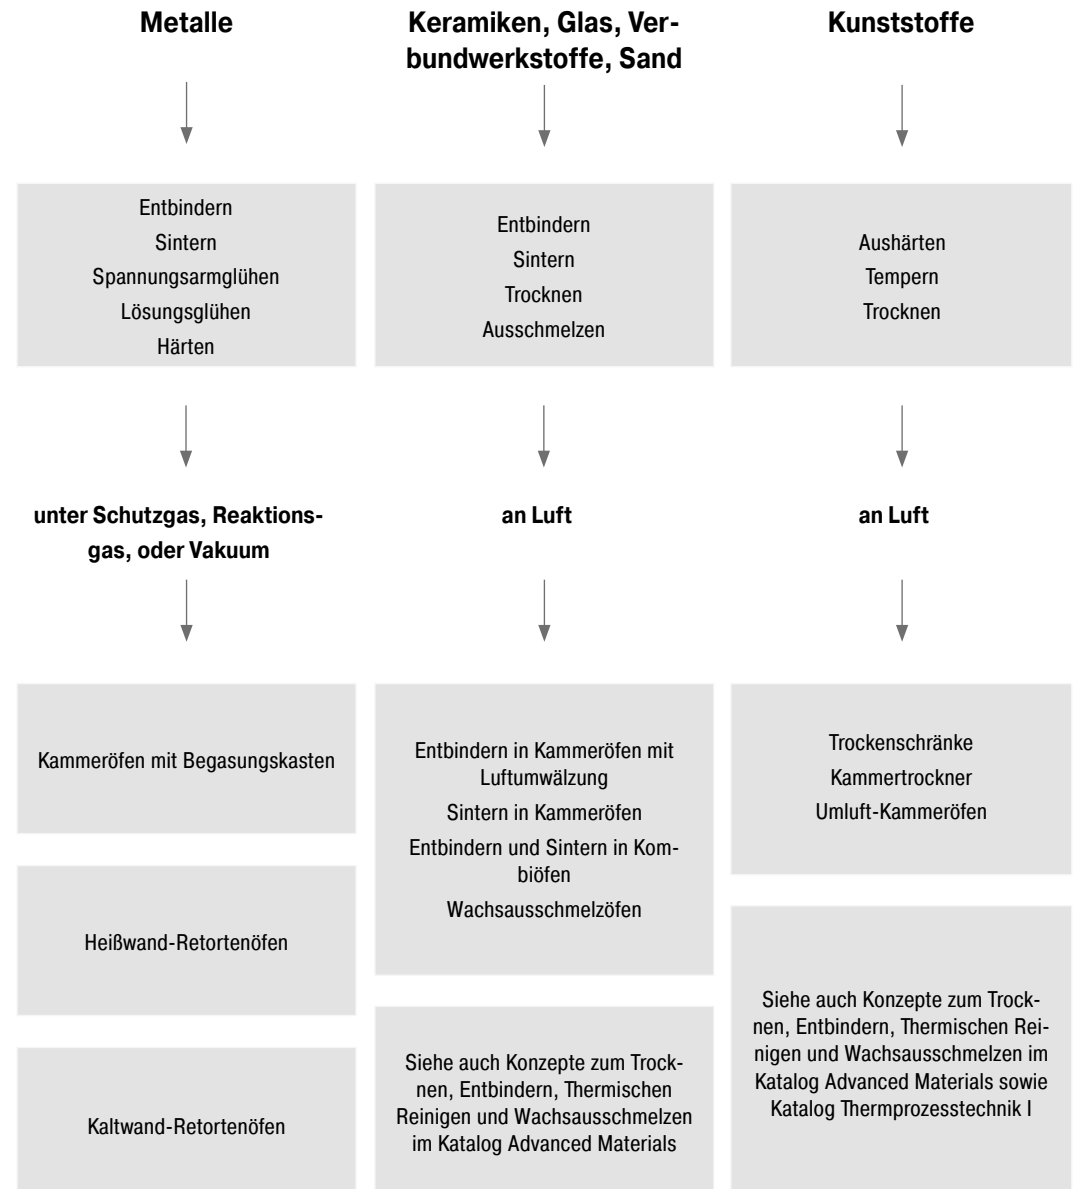 Metalle
Entbindern
Sintern
Spannungsarmglühen
Lösungsglühen
Härten
unter Schutzgas, Reaktions-
gas, oder Vakuum
Kammeröfen mit Begasungskasten
Heißwand-Retortenöfen
Kaltwand-Retortenöfen
Keramiken, Glas, Ver-
bundwerkstoffe, Sand
Entbindern
Sintern
Trocknen
Ausschmelzen
an Luft
Entbindern in Kammeröfen mit
Luftumwälzung
Sintern in Kammeröfen
Entbindern und Sintern in Kom-
biöfen
Wachsausschmelzöfen
Siehe auch Konzepte zum Trock-
nen, Entbindern, Thermischen
Reinigen und Wachsausschmelzen
im Katalog Advanced Materials
Kunststoffe
Aushärten
Tempern
Trocknen
an Luft
Trockenschränke
Kammertrockner
Umluft-Kammeröfen
Siehe auch Konzepte zum Trock-
nen, Entbindern, Thermischen Rei-
nigen und Wachsausschmelzen im
Katalog Advanced Materials sowie
Katalog Thermprozesstechnik I